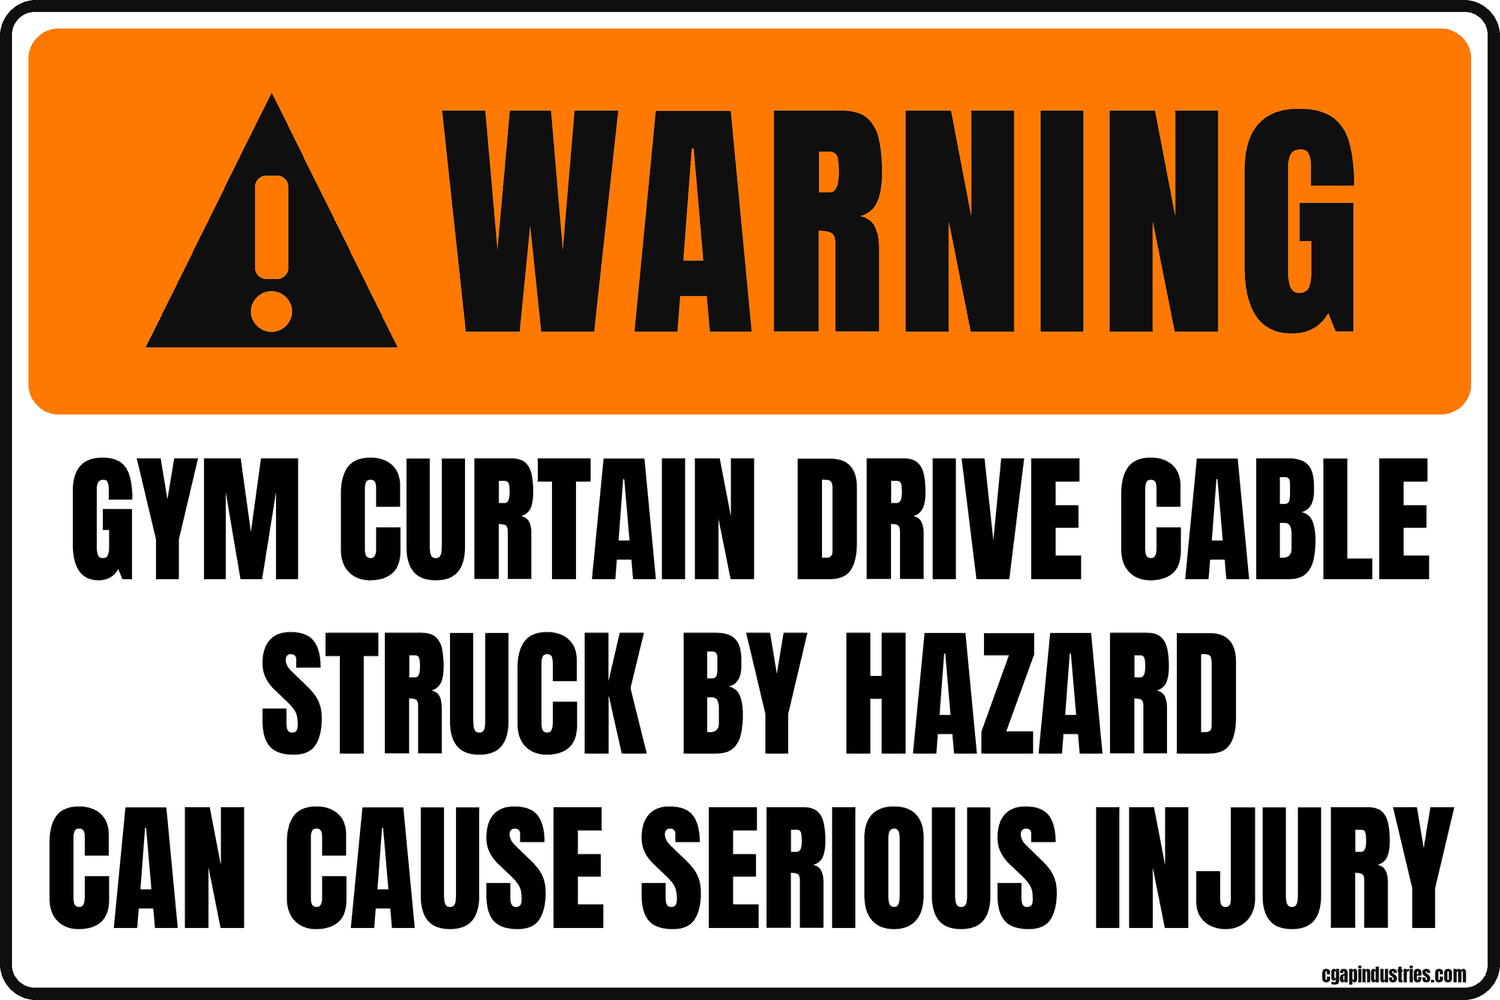 WARNING
GYM CURTAIN DRIVE CABLE
STRUCK BY HAZARD
CAN CAUSE SERIOUS INJURY
cgapindustries.com